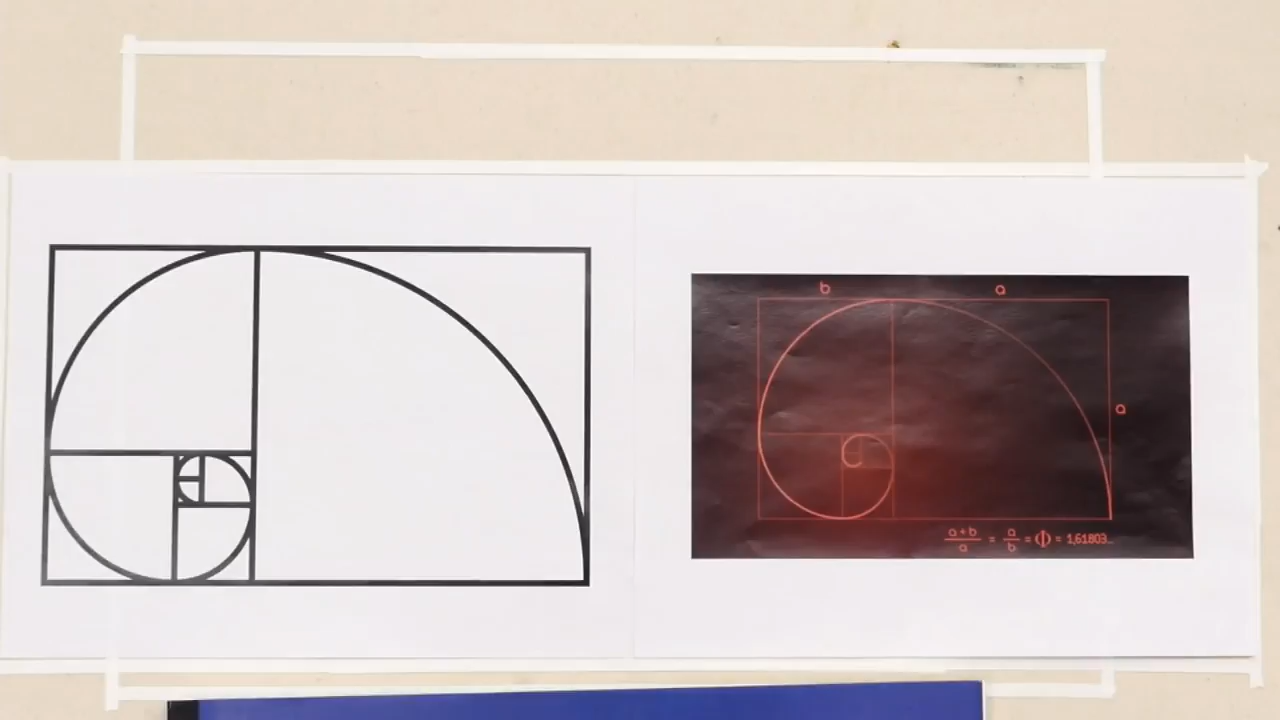 b a
a
a+b/a = a/b = Φ = 1,61803...